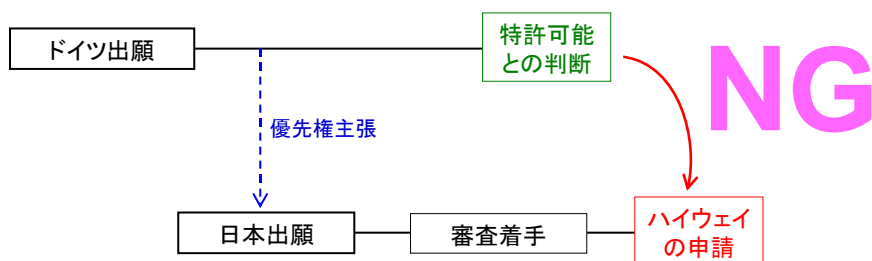 ドイツ出願
特許可能
との判断
NG
優先権主張
日本出願
審査着手
ハイウェイ
の申請